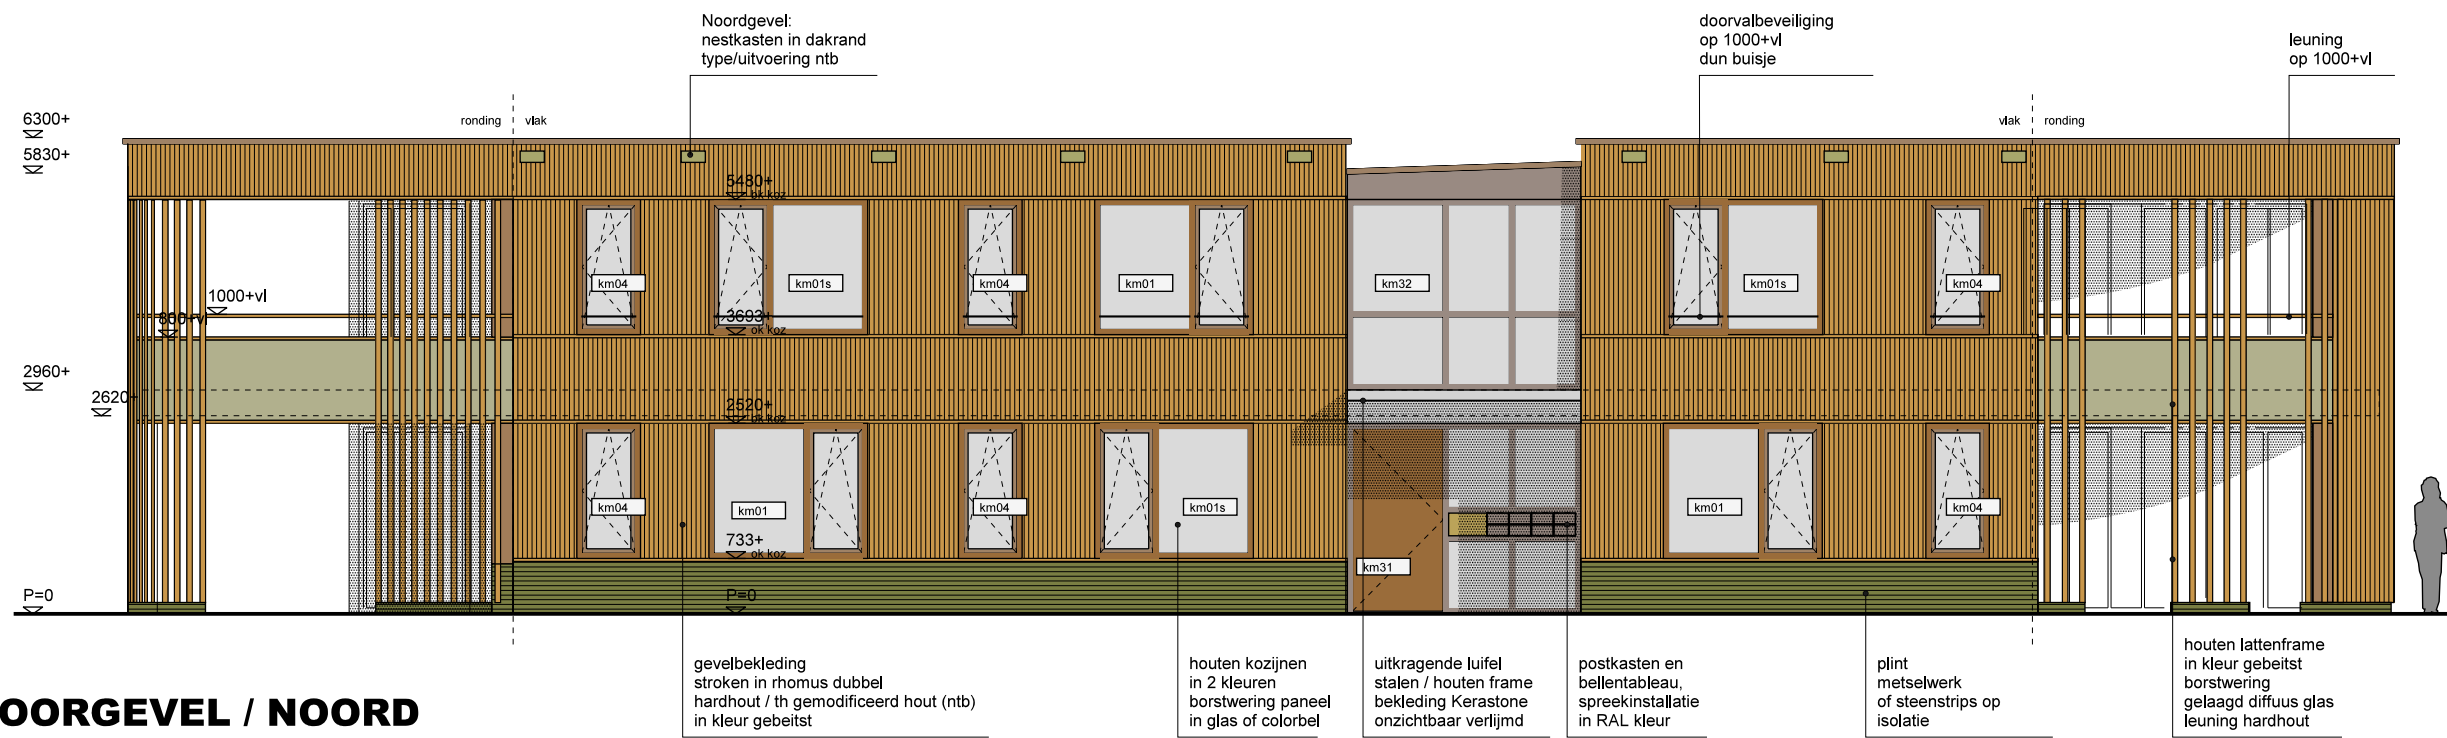 Noordgevel:
nestkasten in dakrand
type/uitvoering ntb
doorvalbeveiliging
op 1000+vl
dun buisje
leuning
op 1000+vl
6300+
5830+
ronding vlak
vlak ronding
5480+
ok koz
km04
km01s
km04
km01
km32
km01s
km04
1000+vl
800+vl
3693+
ok koz
2960+
2620+
2520+
ok koz
km04
km01
km04
km01s
km01
km04
733+
ok koz
km31
P=0
P=0
gevelbekleding
stroken in rhomus dubbel
hardhout / th gemodificeerd hout (ntb)
in kleur gebeitst
houten kozijnen
in 2 kleuren
borstwering paneel
in glas of colorbel
uitkragende luifel
stalen / houten frame
bekleding Kerastone
onzichtbaar verlijmd
postkasten en
bellentableau,
spreekinstallatie
in RAL kleur
plint
metselwerk
of steenstrips op
isolatie
houten lattenframe
in kleur gebeitst
borstwering
gelaagd diffuus glas
leuning hardhout
OORGEVEL / NOORD